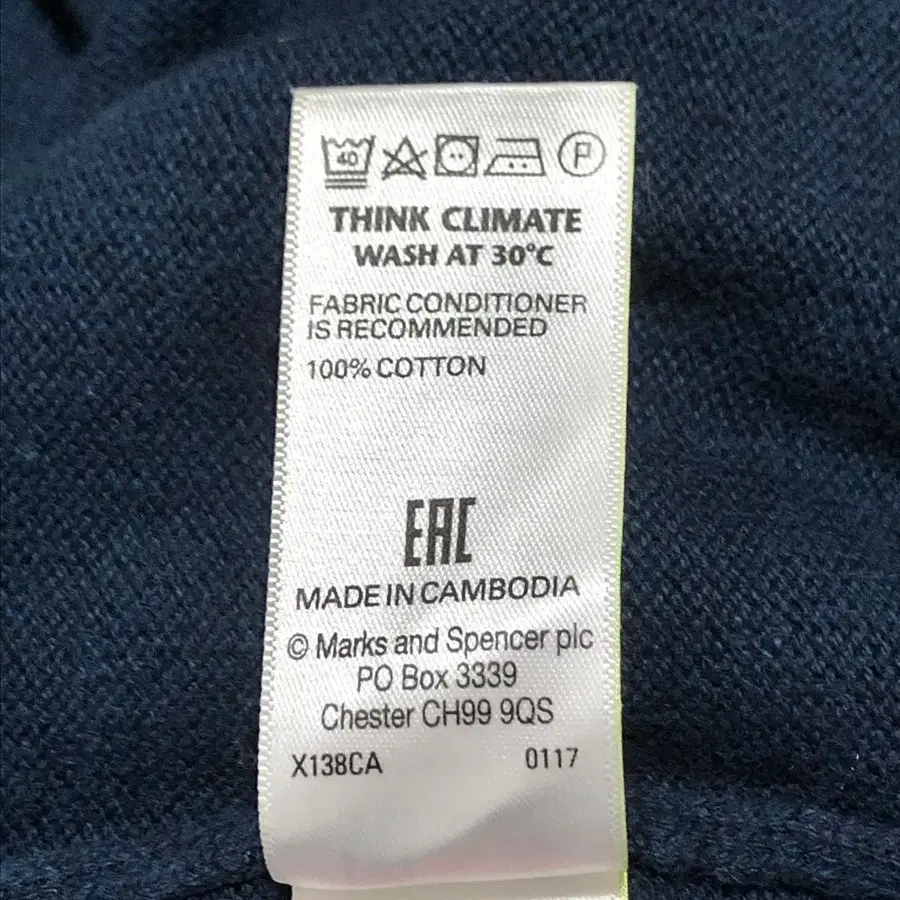 40 P
THINK CLIMATE
WASH AT 30°C
FABRIC CONDITIONER
IS RECOMMENDED
100% COTTON
EAC
MADE IN CAMBODIA
© Marks and Spencer plc
PO Box 3339
Chester CH99 9QS
X138CA 0117